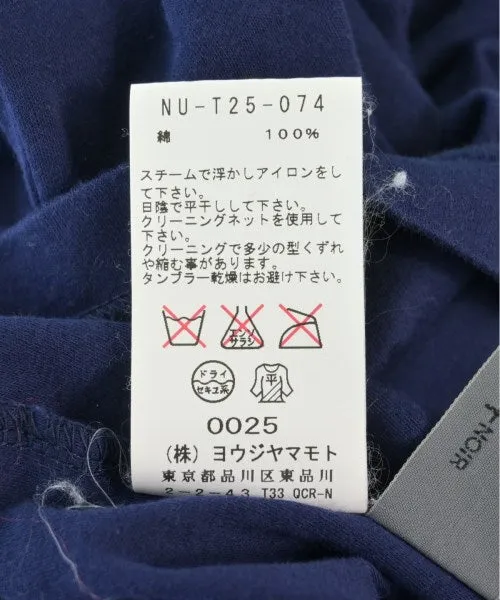 NU-T25-074
綿 100%
スチームで浮かしアイロンをし
て下さい。
日陰で平干しして下さい。
クリーニングネットを使用して
下さい。
クリーニングで多少の型くずれ
や縮む事があります。
タンブラー乾燥はお避け下さい。
エンソ
サラシ
ドライ
セキユ系
平
0025
(株) ヨウジヤマモト
東京都品川区東品川
2-2-43 T33 QCR-N
NOIR